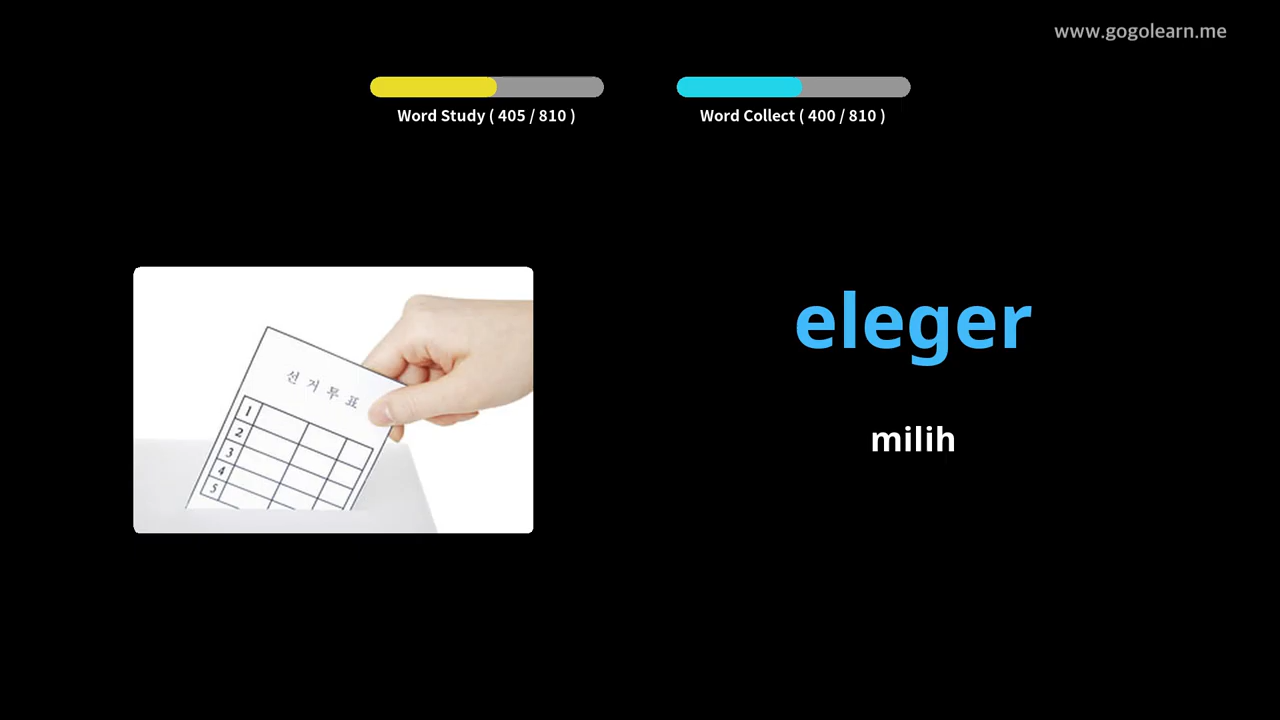 www.gogolearn.me
Word Study ( 405 / 810 )
Word Collect ( 400 / 810 )
eleger
milih
선거투표
1
2
3
4
5